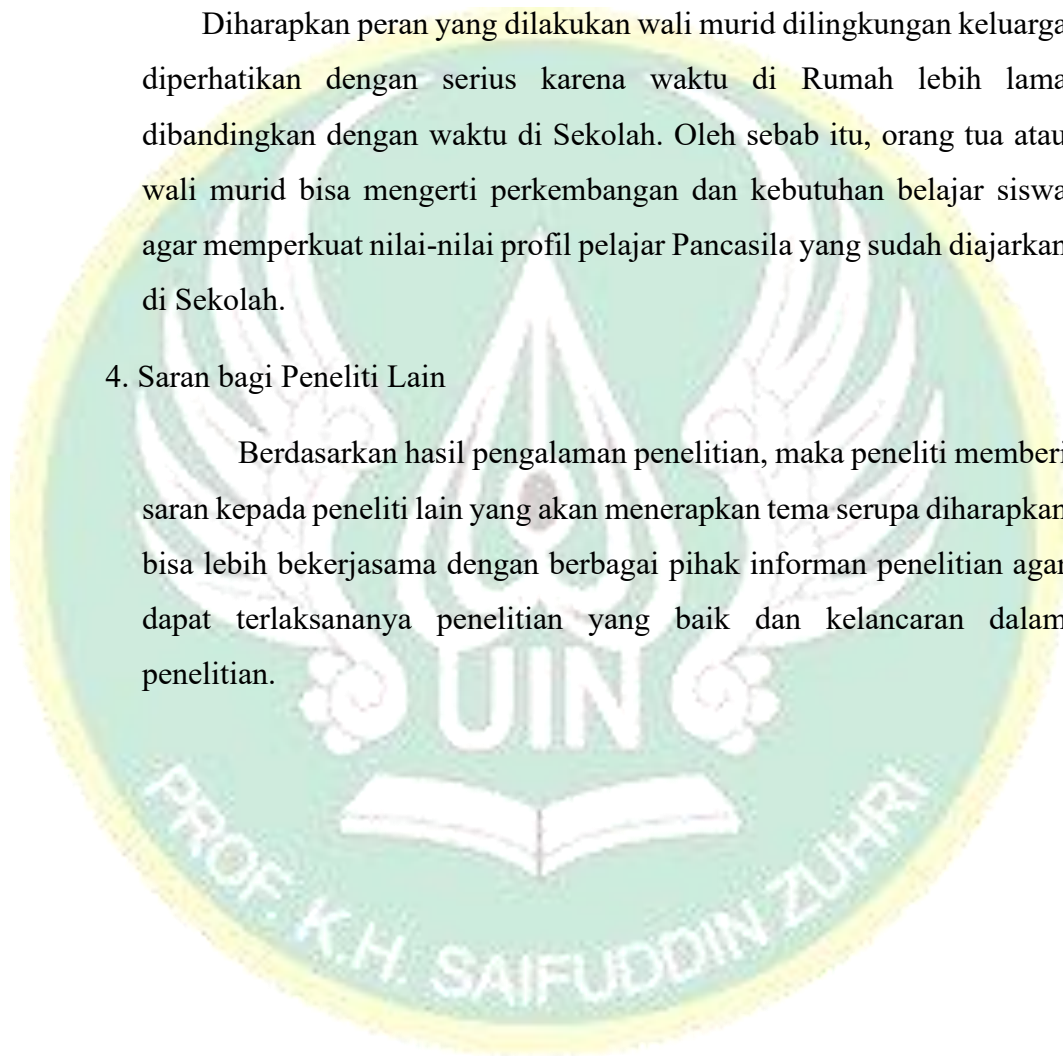 Diharapkan peran yang dilakukan wali murid dilingkungan keluarga
diperhatikan dengan serius karena waktu di Rumah lebih lama
dibandingkan dengan waktu di Sekolah. Oleh sebab itu, orang tua atau
wali murid bisa mengerti perkembangan dan kebutuhan belajar siswa
agar memperkuat nilai-nilai profil pelajar Pancasila yang sudah diajarkan
di Sekolah.
4. Saran bagi Peneliti Lain
Berdasarkan hasil pengalaman penelitian, maka peneliti memberi
saran kepada peneliti lain yang akan menerapkan tema serupa diharapkan
bisa lebih bekerjasama dengan berbagai pihak informan penelitian agar
dapat terlaksananya penelitian yang baik dan kelancaran dalam
penelitian.
UIN
PROF. K.H. SAIFUDDIN ZUHRI